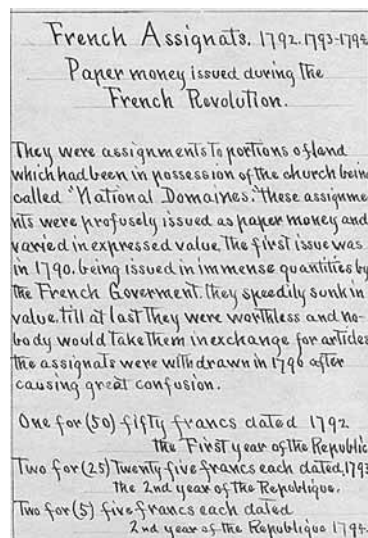 French Assignats. 1792.1793-1794
Paper money issued during the
French Revolution.
They were assignments to portions of land
which had been in possession of the church being
called "National Domaines." These assignme
nts were profusely issued as paper money and
varied in expressed value. The first issue was
in 1790. being issued in immense quantities by
the French Goverment. they speedily sunk in
value. till at last They were worthless and no-
body would take them in exchange for articles
the assignats were withdrawn in 1796 after
causing great confusion.
One for (50) fifty francs dated 1792
the First year of the Republic
Two for (25) Twenty five francs each dated, 1793
the 2nd year of the Republique.
Two for (5) five francs each dated
2nd year of the Republique 1794.